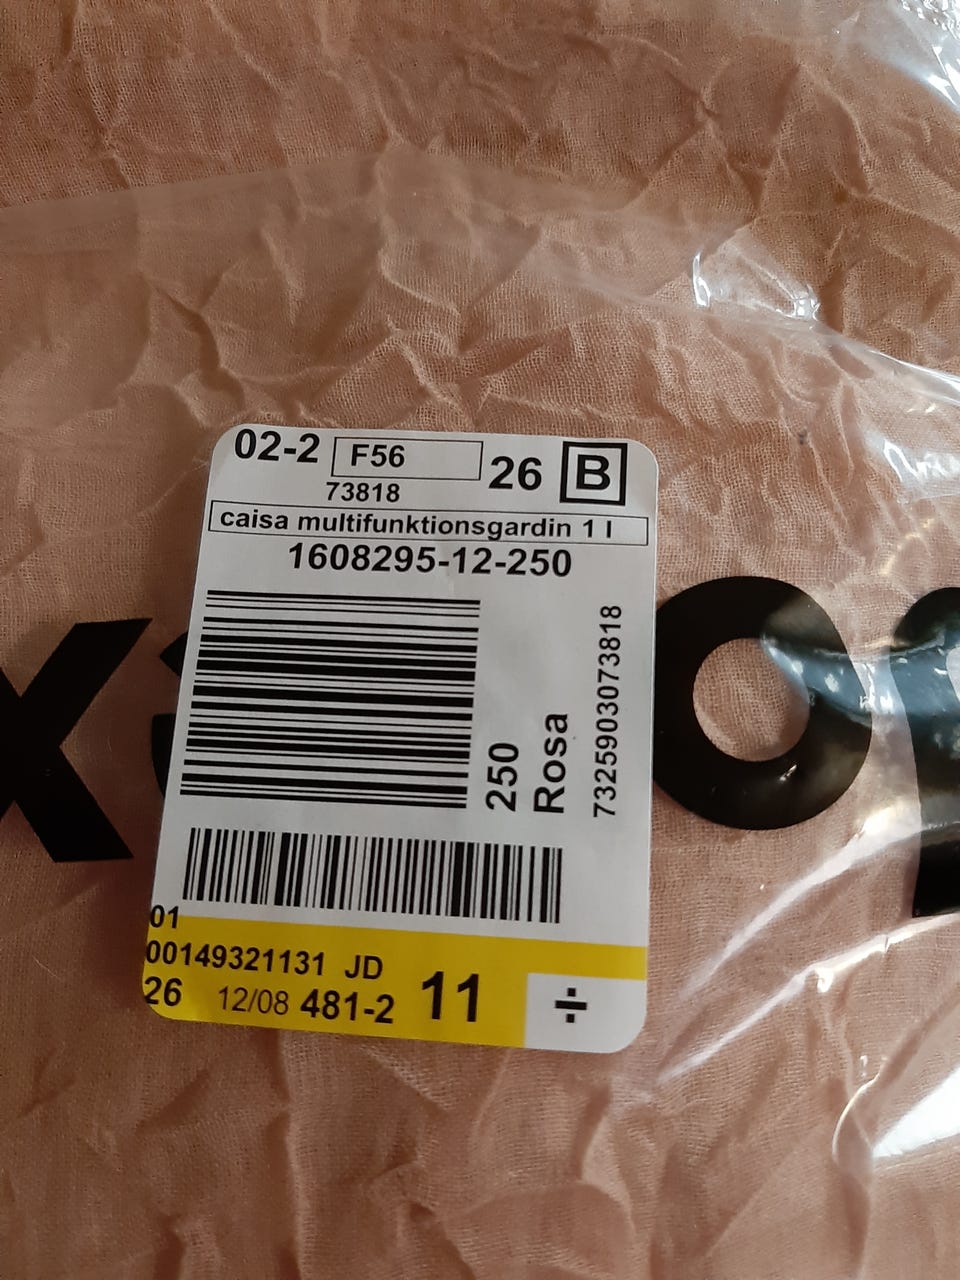 02-2 F56 26 B
73818
caisa multifunktionsgardin 1 l
1608295-12-250
250
Rosa
7325903073818
01
00149321131 JD
26 12/08 481-2 11 ÷